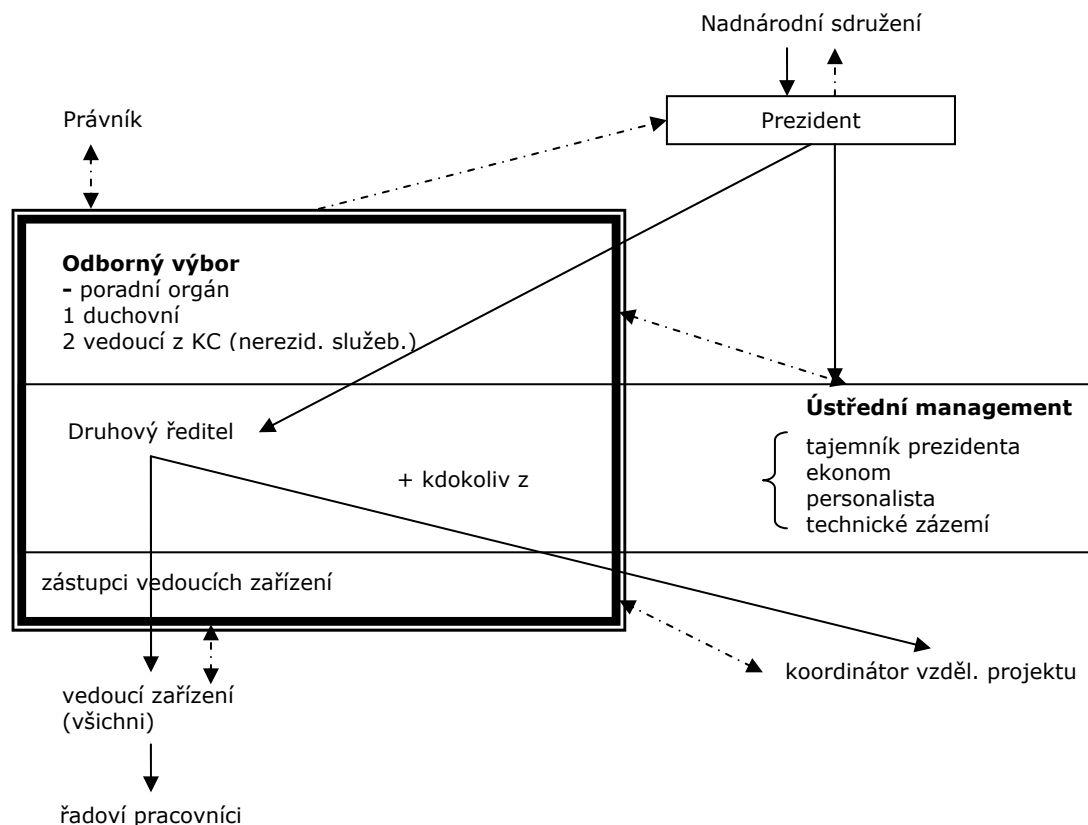 Nadnárodní sdružení
Právník
Prezident
Odborný výbor
- poradní orgán
1 duchovní
2 vedoucí z KC (nerezid. služeb.)
Druhový ředitel
+ kdokoliv z
Ústřední management
tajemník prezidenta
ekonom
personalista
technické zázemí
zástupci vedoucích zařízení
koordinátor vzděl. projektu
vedoucí zařízení
(všichni)
řadoví pracovníci